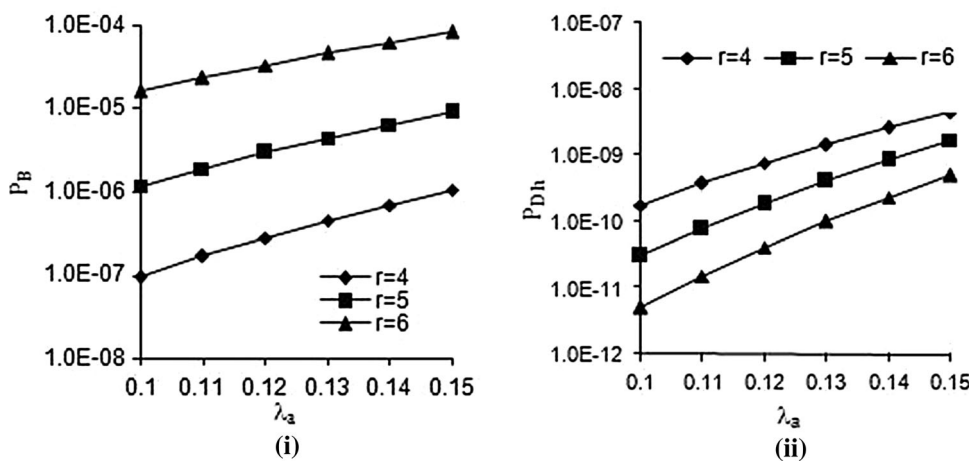 1.0E-04
1.0E-05
1.0E-06
1.0E-07
1.0E-08
P_B
r=4
r=5
r=6
0.1 0.11 0.12 0.13 0.14 0.15
λa
(i)
1.0E-07
1.0E-08
1.0E-09
1.0E-10
1.0E-11
1.0E-12
P_Dh
r=4 r=5 r=6
0.1 0.11 0.12 0.13 0.14 0.15
λa
(ii)